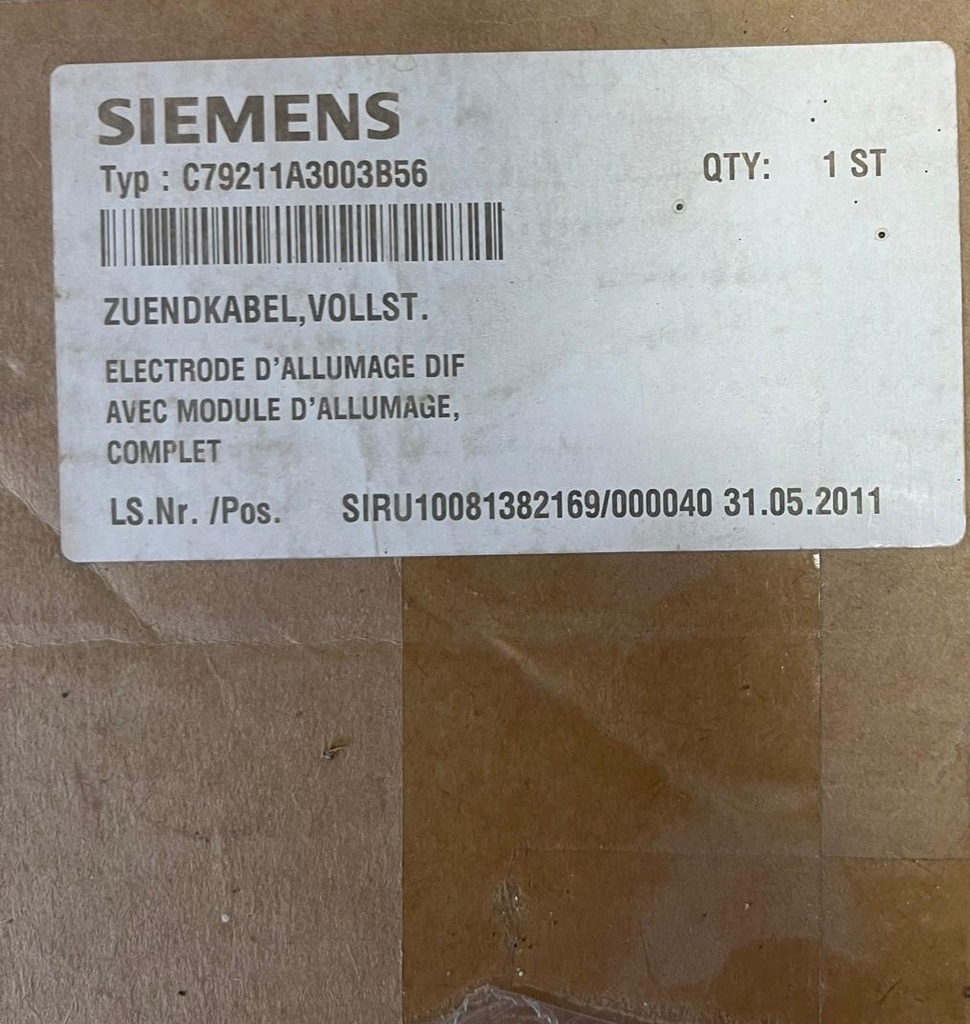 SIEMENS
Typ : C79211A3003B56
QTY: 1 ST
ZUENDKABEL,VOLLST.
ELECTRODE D'ALLUMAGE DIF
AVEC MODULE D'ALLUMAGE,
COMPLET
LS.Nr. /Pos. SIRU10081382169/000040 31.05.2011